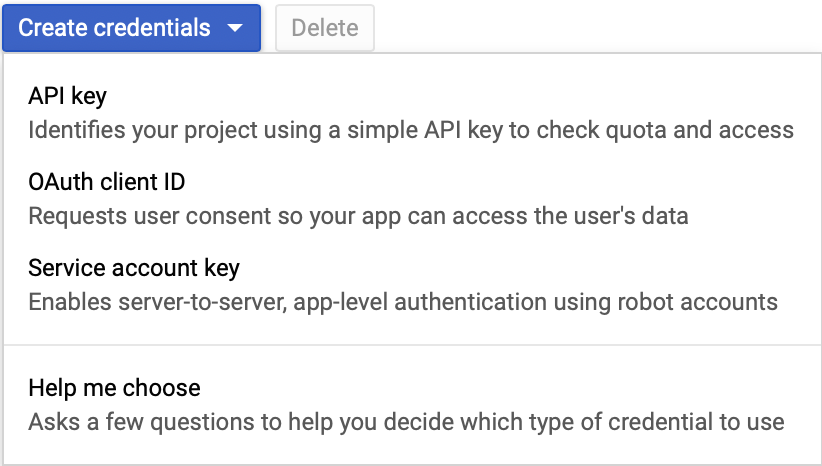 Create credentials Delete
API key
Identifies your project using a simple API key to check quota and access
OAuth client ID
Requests user consent so your app can access the user's data
Service account key
Enables server-to-server, app-level authentication using robot accounts
Help me choose
Asks a few questions to help you decide which type of credential to use